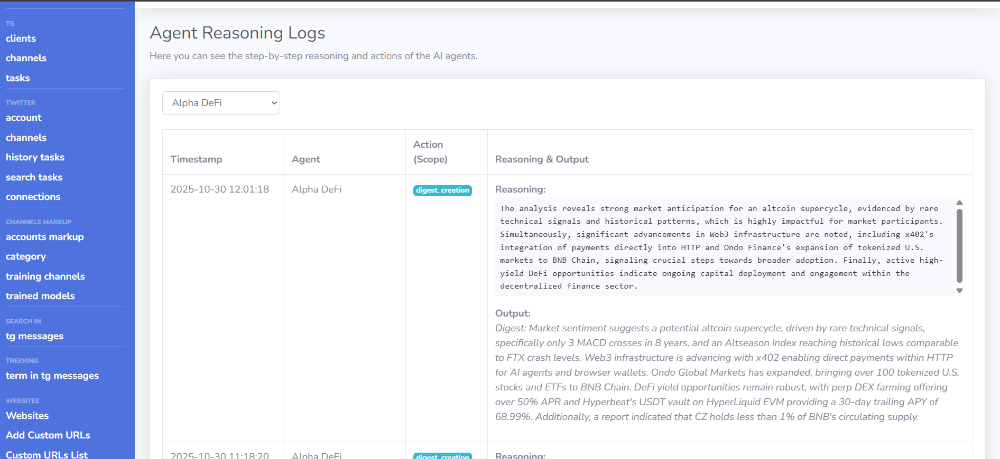 TG
clients
channels
tasks
TWITTER
account
channels
history tasks
search tasks
connections
CHANNELS MARKUP
accounts markup
category
training channels
trained models
SEARCH IN
tg messages
TREKKING
term in tg messages
WEBSITES
Websites
Add Custom URLs
Custom URLs List
Agent Reasoning Logs
Here you can see the step-by-step reasoning and actions of the AI agents.
Alpha DeFi
Timestamp
Agent
Action
(Scope)
Reasoning & Output
2025-10-30 12:01:18
Alpha DeFi
digest_creation
Reasoning:
The analysis reveals strong market anticipation for an altcoin supercycle, evidenced by rare
technical signals and historical patterns, which is highly impactful for market participants.
Simultaneously, significant advancements in Web3 infrastructure are noted, including x402's
integration of payments directly into HTTP and Ondo Finance's expansion of tokenized U.S.
markets to BNB Chain, signaling crucial steps towards broader adoption. Finally, active high-
yield DeFi opportunities indicate ongoing capital deployment and engagement within the
decentralized finance sector.
Output:
Digest: Market sentiment suggests a potential altcoin supercycle, driven by rare technical signals,
specifically only 3 MACD crosses in 8 years, and an Altseason Index reaching historical lows comparable
to FTX crash levels. Web3 infrastructure is advancing with x402 enabling direct payments within HTTP
for AI agents and browser wallets. Ondo Global Markets has expanded, bringing over 100 tokenized U.S.
stocks and ETFs to BNB Chain. DeFi yield opportunities remain robust, with perp DEX farming offering
over 50% APR and Hyperbeat's USDT vault on HyperLiquid EVM providing a 30-day trailing APY of
68.99%. Additionally, a report indicated that CZ holds less than 1% of BNB's circulating supply.
2025-10-30 11:18:20
Alpha DeFi
digest_creation
Reasoning: